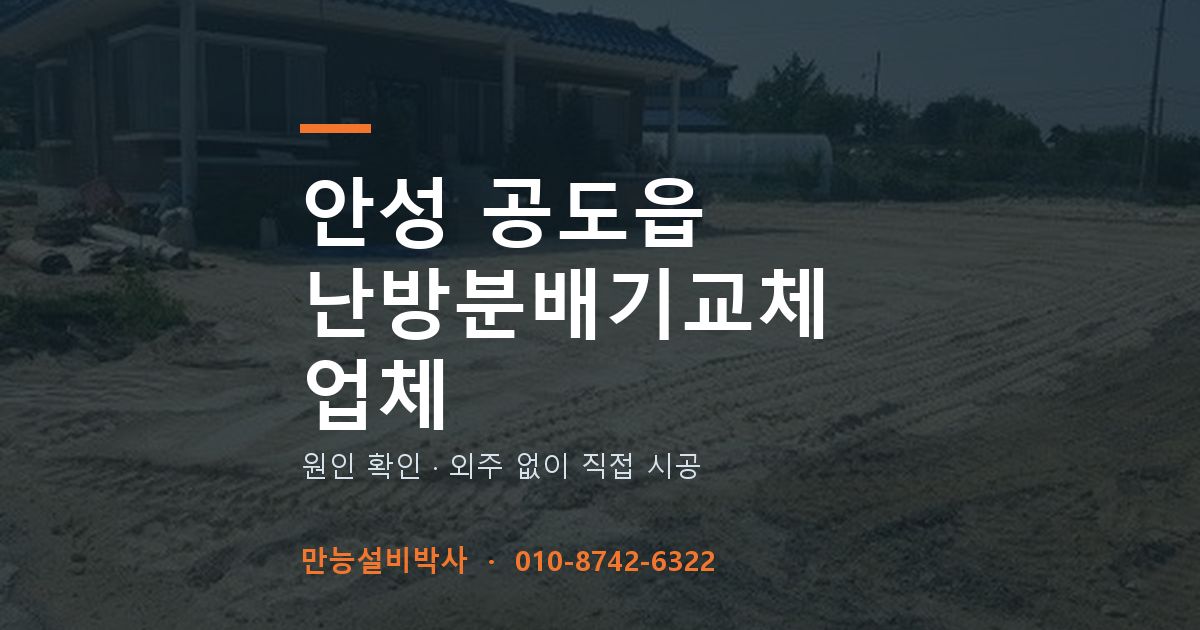 안성 공도읍
난방분배기교체
업체
원인 확인 · 외주 없이 직접 시공
만능설비박사 · 010-8742-6322